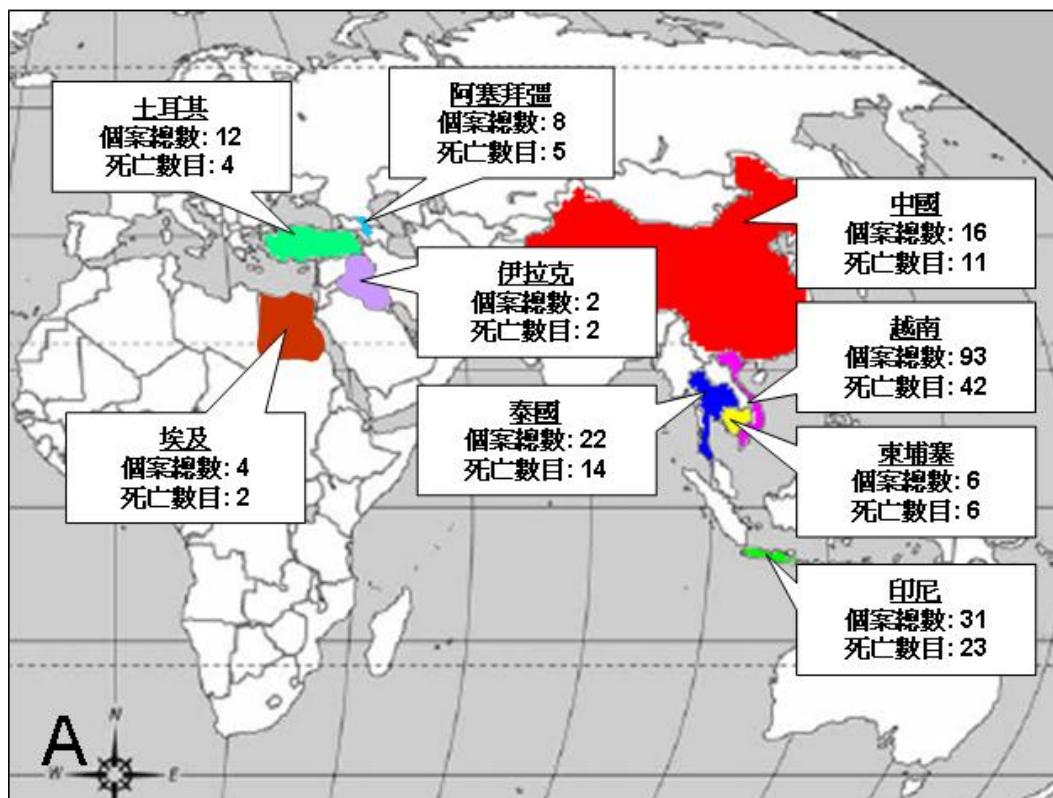 土耳其
個案總數: 12
死亡數目: 4
阿塞拜彊
個案總數: 8
死亡數目: 5
中國
個案總數: 16
死亡數目: 11
伊拉克
個案總數: 2
死亡數目: 2
越南
個案總數: 93
死亡數目: 42
泰國
個案總數: 22
死亡數目: 14
埃及
個案總數: 4
死亡數目: 2
柬埔塞
個案總數: 6
死亡數目: 6
印尼
個案總數: 31
死亡數目: 23
A
N
W
E